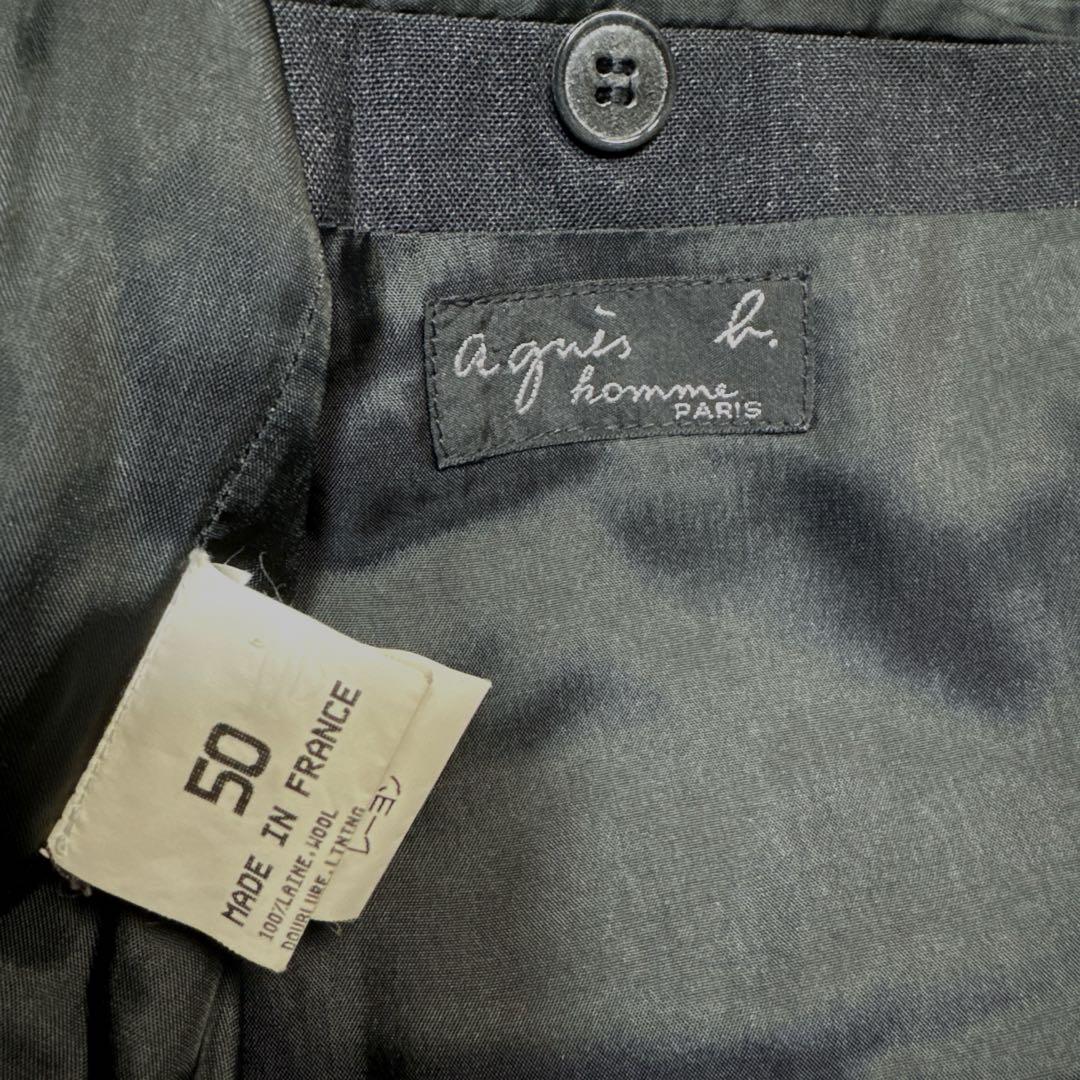 agnès b.
homme
PARIS
50
MADE IN FRANCE
100%LAINE.WOOL
DOUBLURE.LINING